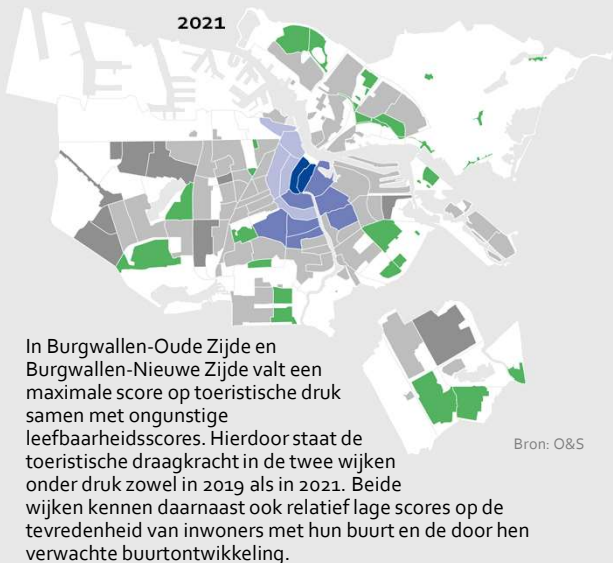 2021
Bron: O&S
In Burgwallen-Oude Zijde en
Burgwallen-Nieuwe Zijde valt een
maximale score op toeristische druk
samen met ongunstige
leefbaarheidsscores. Hierdoor staat de
toeristische draagkracht in de twee wijken
onder druk zowel in 2019 als in 2021. Beide
wijken kennen daarnaast ook relatief lage scores op de
tevredenheid van inwoners met hun buurt en de door hen
verwachte buurtontwikkeling.